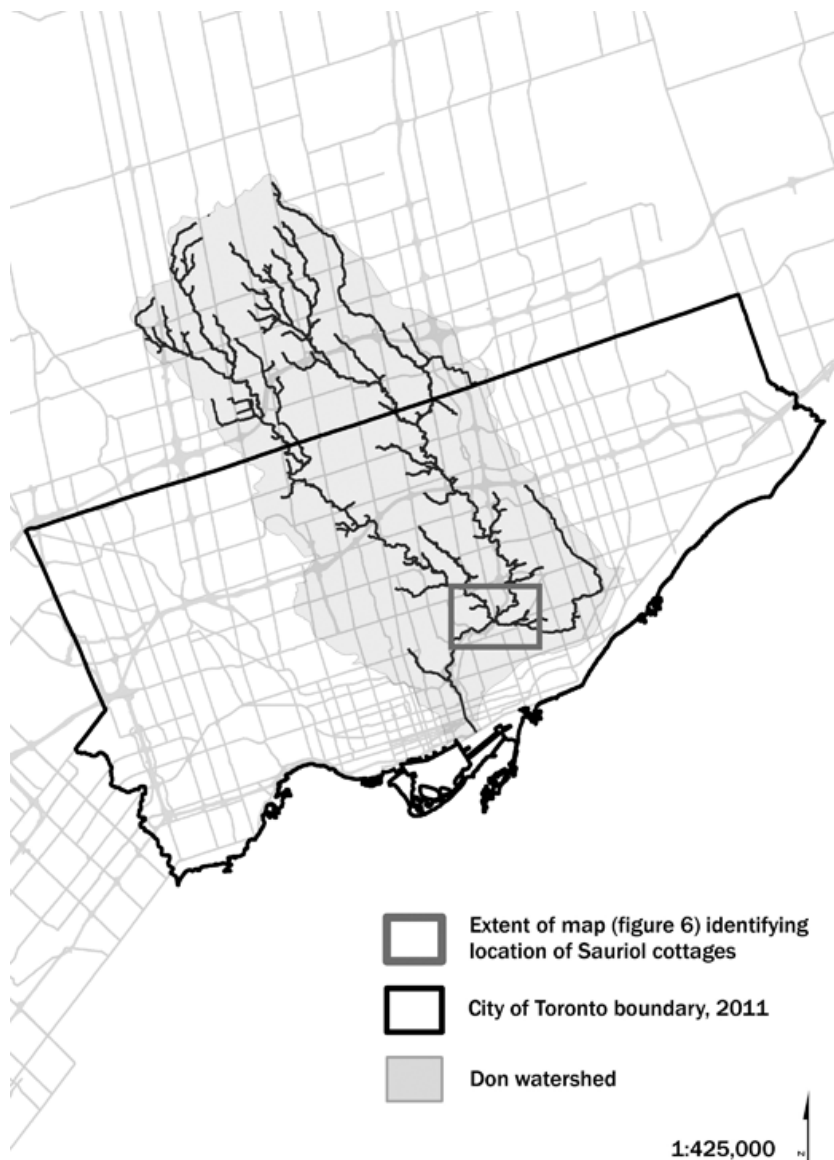 Extent of map (figure 6) identifying
location of Sauriol cottages
City of Toronto boundary, 2011
Don watershed
1:425,000
N